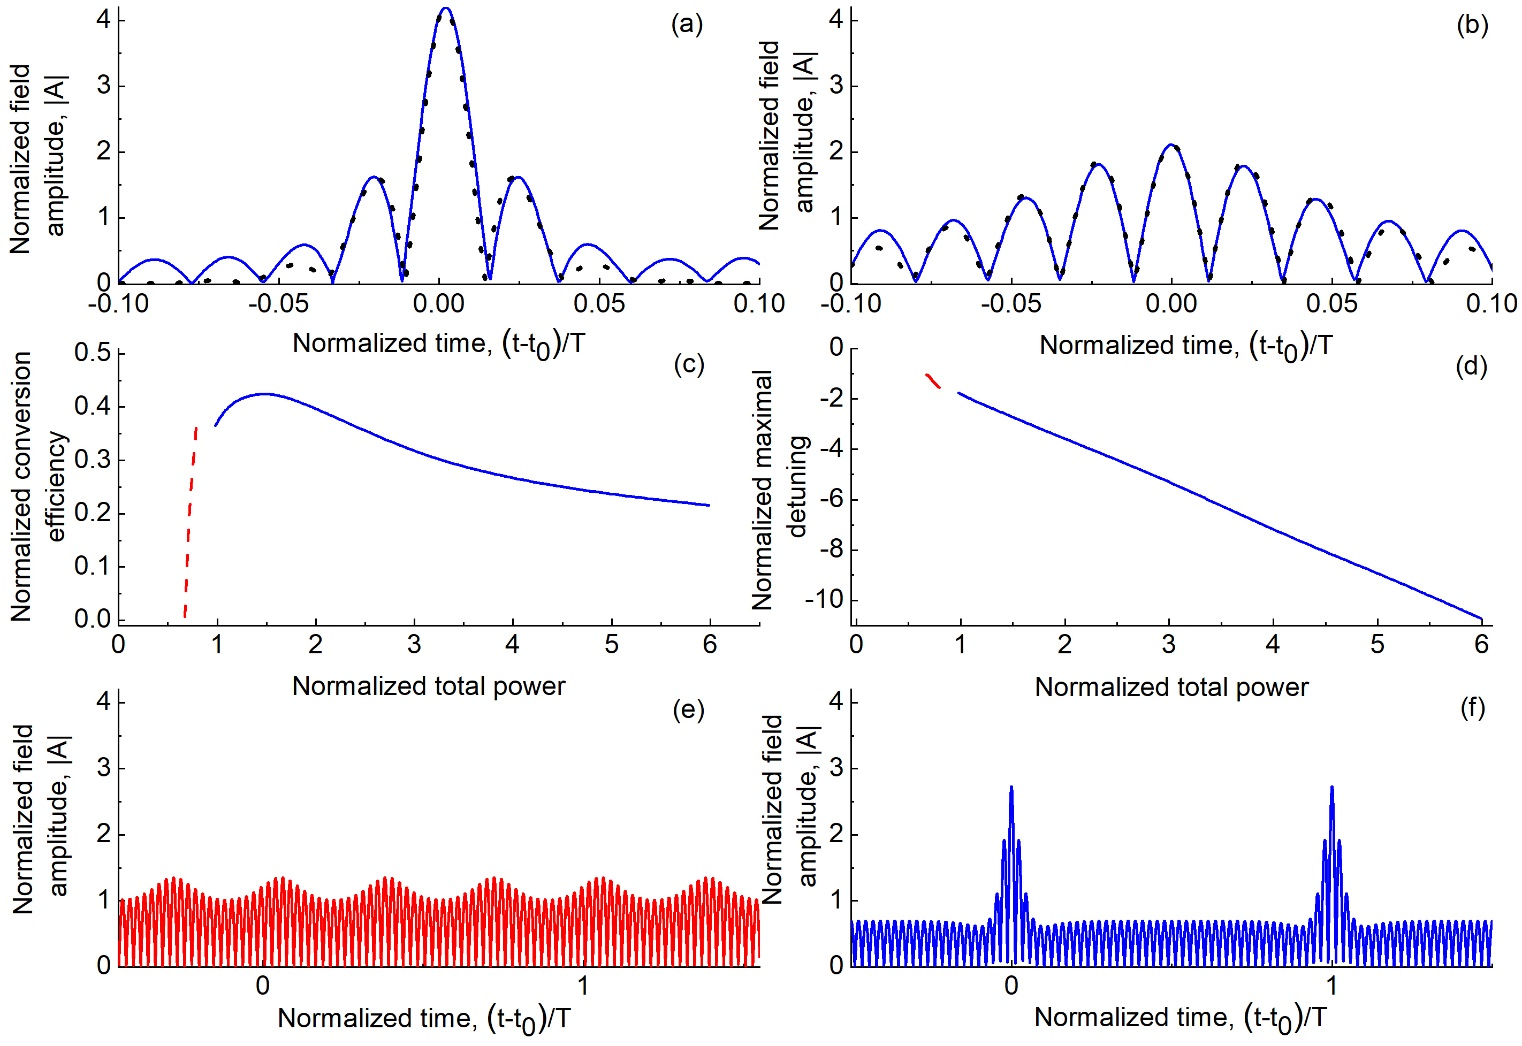 Normalized field
amplitude, |A|
4
3
2
1
0
(a)
-0.10
-0.05
0.00
0.05
0.10
Normalized time, (t-t0)/T
Normalized field
amplitude, |A|
4
3
2
1
0
(b)
-0.10
-0.05
0.00
0.05
0.10
Normalized time, (t-t0)/T
Normalized conversion
efficiency
0.5
0.4
0.3
0.2
0.1
0.0
(c)
0
1
2
3
4
5
6
Normalized total power
Normalized maximal
detuning
0
-2
-4
-6
-8
-10
(d)
0
1
2
3
4
5
6
Normalized total power
Normalized field
amplitude, |A|
4
3
2
1
0
(e)
0
1
Normalized time, (t-t0)/T
Normalized field
amplitude, |A|
4
3
2
1
0
(f)
0
1
Normalized time, (t-t0)/T